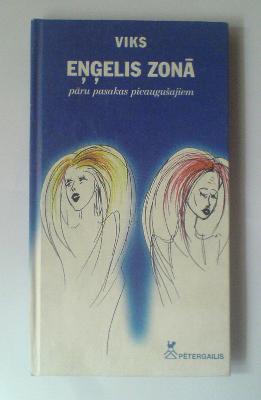 VIKS
EŅĢELIS ZONĀ
pāru pasakas pieaugušajiem
PĒTERGAILIS